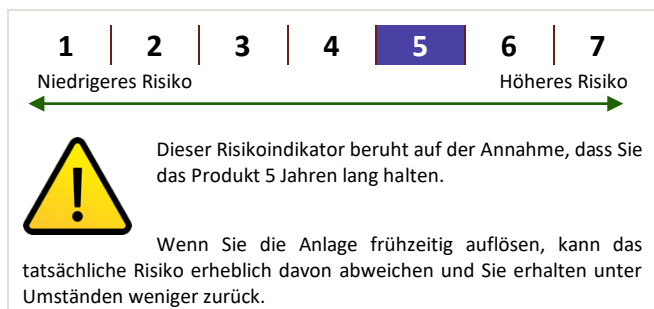 1 2 3 4 5 6 7
Niedrigeres Risiko Höheres Risiko
Dieser Risikoindikator beruht auf der Annahme, dass Sie
das Produkt 5 Jahren lang halten.
Wenn Sie die Anlage frühzeitig auflösen, kann das
tatsächliche Risiko erheblich davon abweichen und Sie erhalten unter
Umständen weniger zurück.